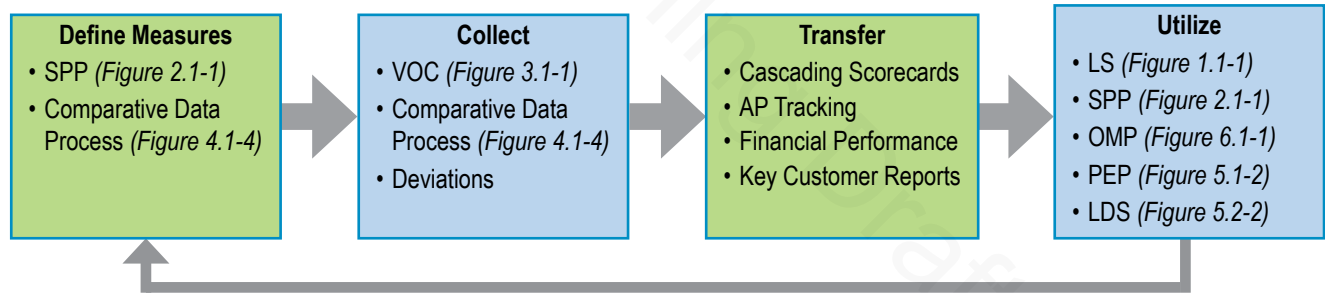 Define Measures
• SPP (Figure 2.1-1)
• Comparative Data
Process (Figure 4.1-4)
Collect
• VOC (Figure 3.1-1)
• Comparative Data
Process (Figure 4.1-4)
• Deviations
Transfer
• Cascading Scorecards
• AP Tracking
• Financial Performance
• Key Customer Reports
Utilize
• LS (Figure 1.1-1)
• SPP (Figure 2.1-1)
• OMP (Figure 6.1-1)
• PEP (Figure 5.1-2)
• LDS (Figure 5.2-2)